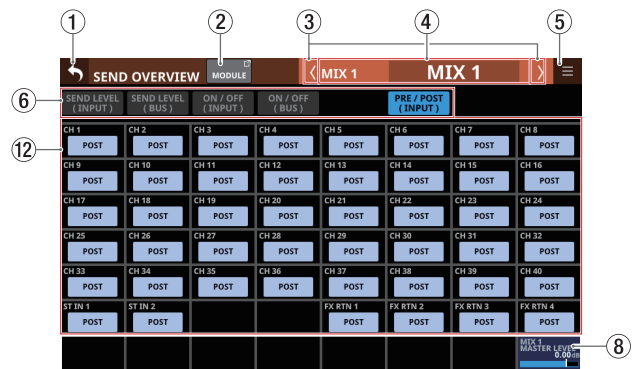 1
2
3
4
5
SEND OVERVIEW
MODULE
MIX 1
MIX 1
6
SEND LEVEL
( INPUT )
SEND LEVEL
( BUS )
ON / OFF
( INPUT )
ON / OFF
( BUS )
PRE / POST
( INPUT )
12
CH 1 CH 2 CH 3 CH 4 CH 5 CH 6 CH 7 CH 8
POST POST POST POST POST POST POST POST
CH 9 CH 10 CH 11 CH 12 CH 13 CH 14 CH 15 CH 16
POST POST POST POST POST POST POST POST
CH 17 CH 18 CH 19 CH 20 CH 21 CH 22 CH 23 CH 24
POST POST POST POST POST POST POST POST
CH 25 CH 26 CH 27 CH 28 CH 29 CH 30 CH 31 CH 32
POST POST POST POST POST POST POST POST
CH 33 CH 34 CH 35 CH 36 CH 37 CH 38 CH 39 CH 40
POST POST POST POST POST POST POST POST
ST IN 1 ST IN 2 FX RTN 1 FX RTN 2 FX RTN 3 FX RTN 4
POST POST POST POST POST POST
MIX 1
MASTER LEVEL
0.00dB
8